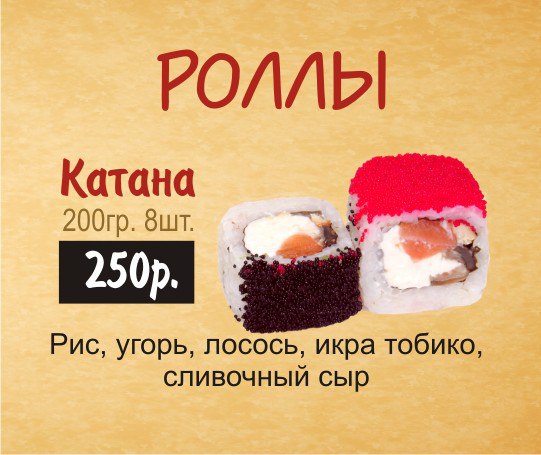 РОЛЛЫ
Катана
200гр. 8шт.
250р.
Рис, угорь, лосось, икра тобико,
сливочный сыр